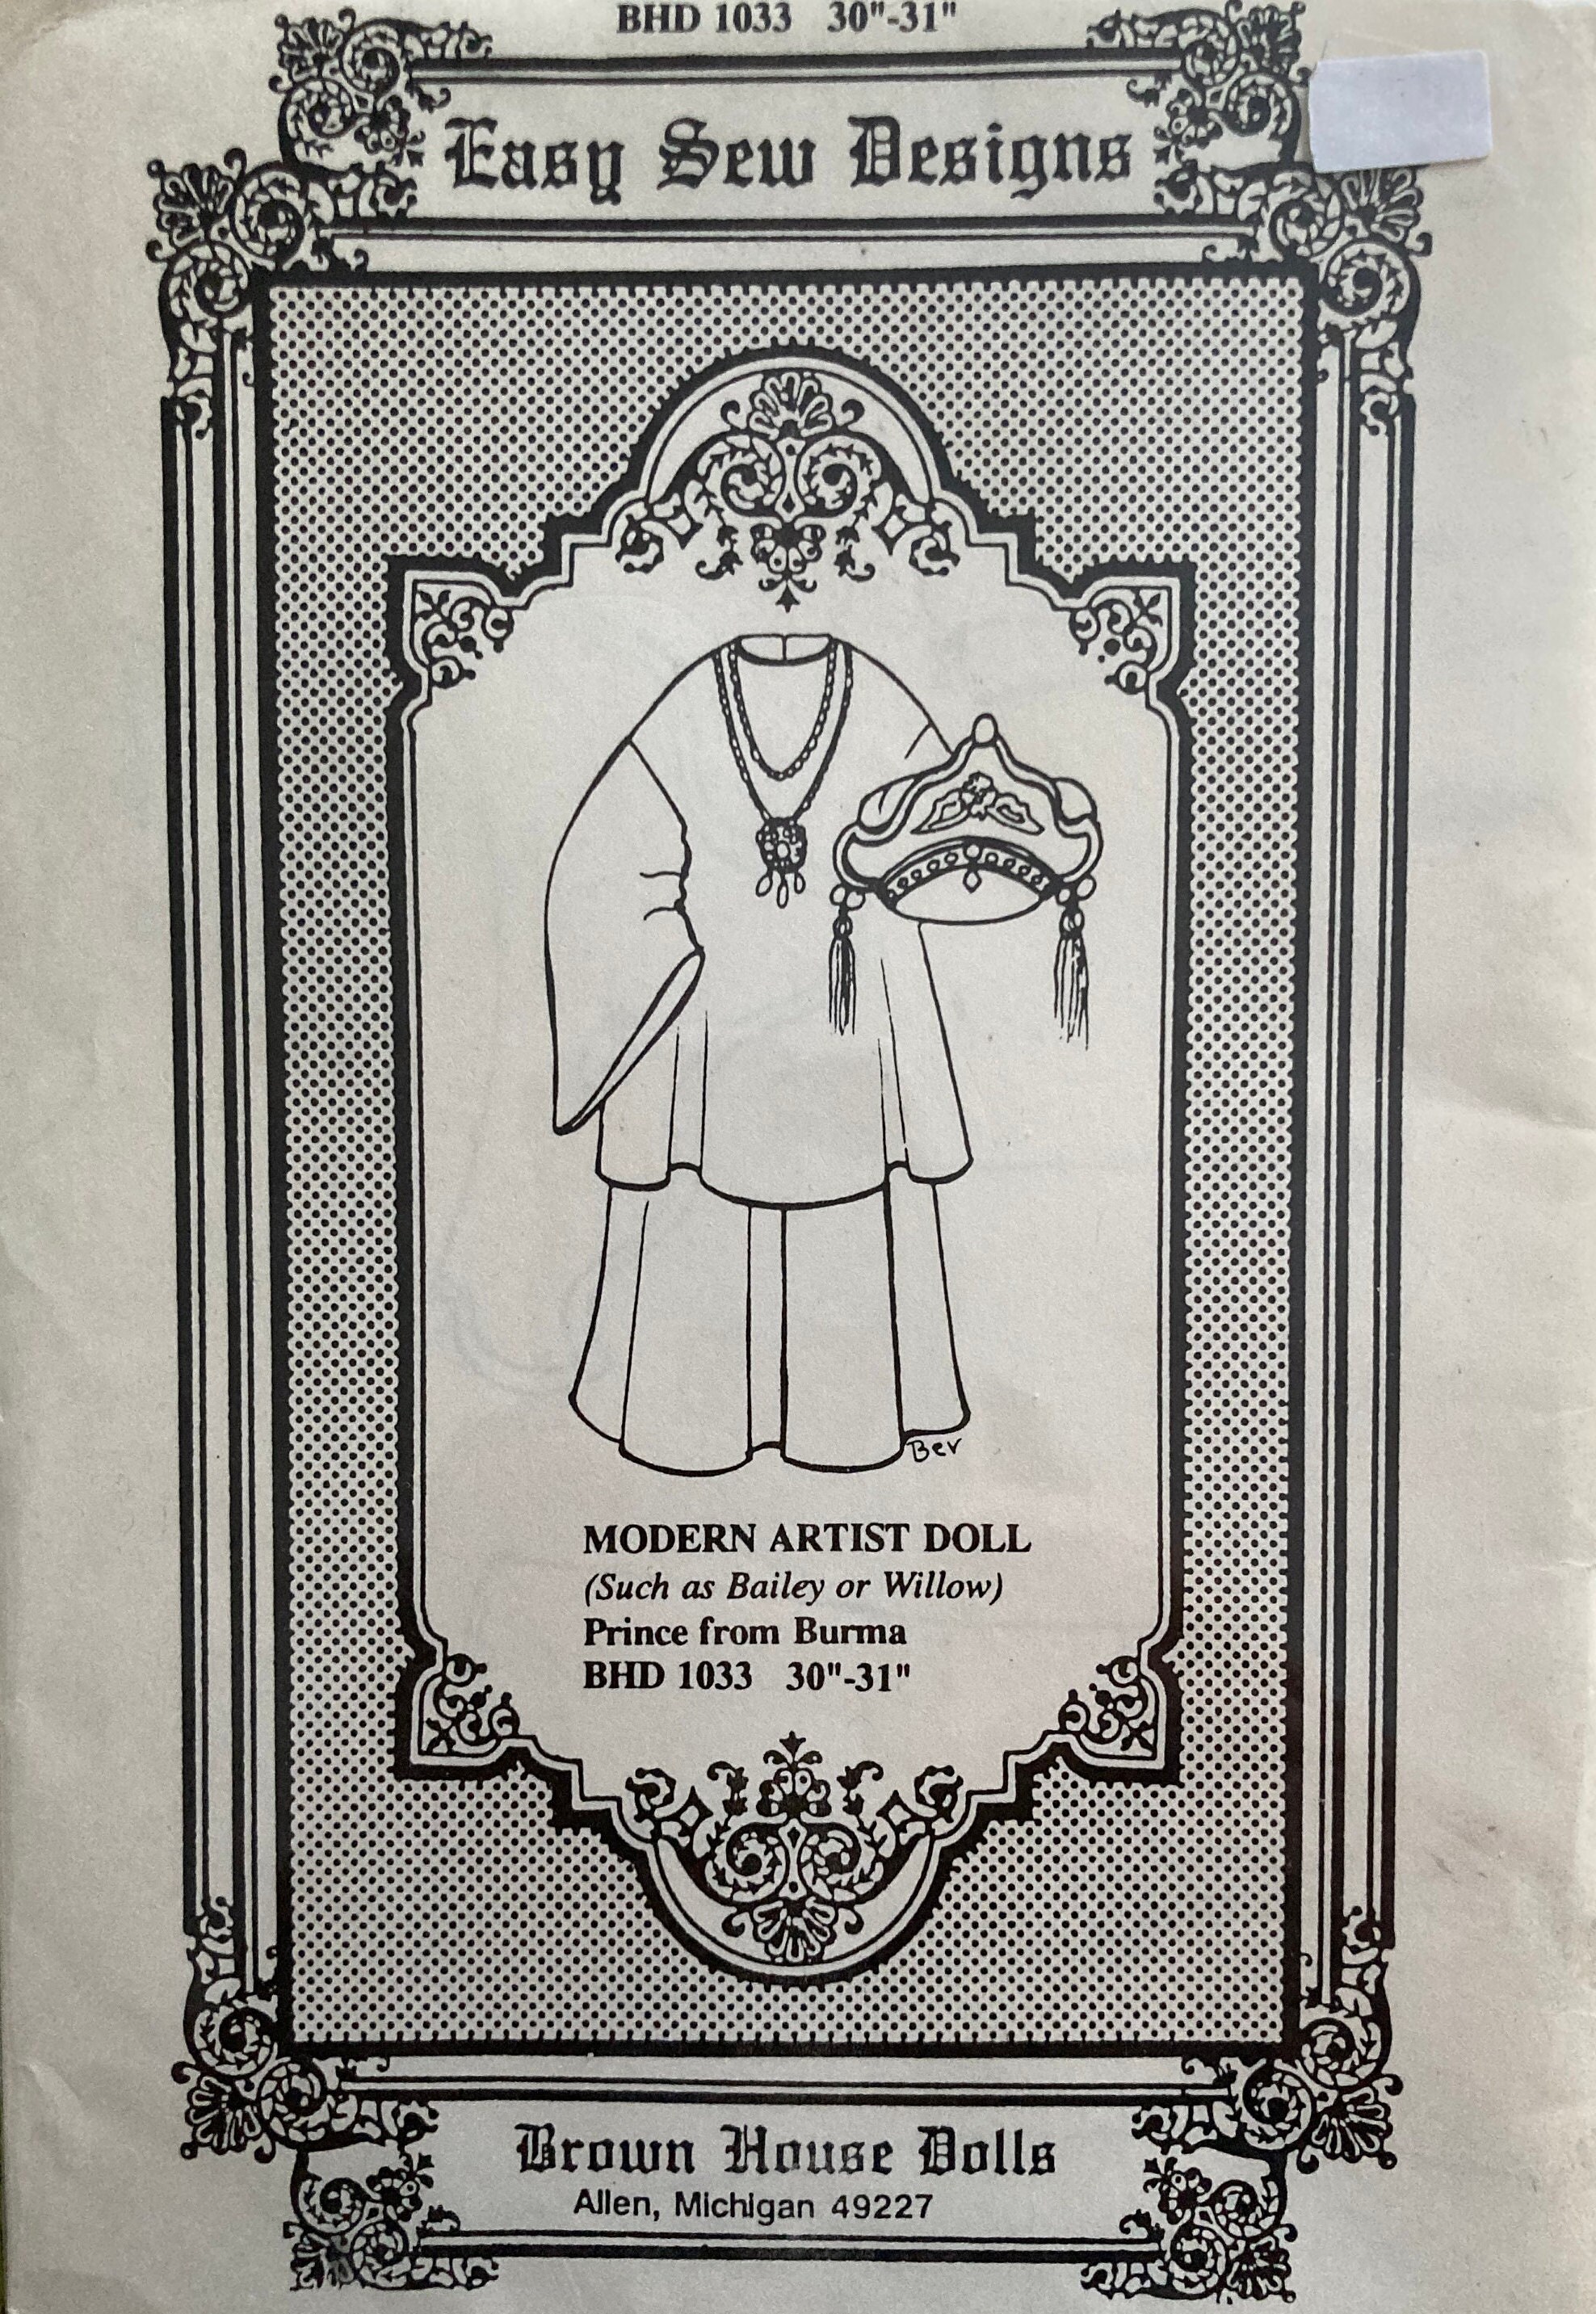 BHD 1033 30"-31"
Easy Sew Designs
Ber
MODERN ARTIST DOLL
(Such as Bailey or Willow)
Prince from Burma
BHD 1033 30"-31"
Brown House Dolls
Allen, Michigan 49227